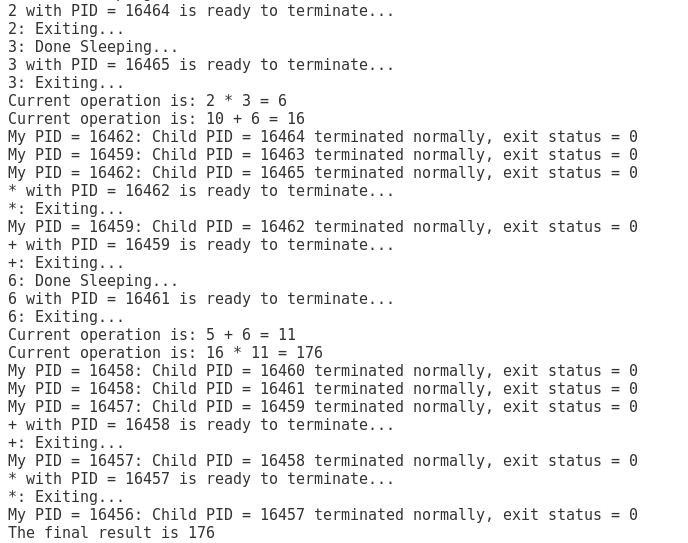 2 with PID = 16464 is ready to terminate...
2: Exiting...
3: Done Sleeping...
3 with PID = 16465 is ready to terminate...
3: Exiting...
Current operation is: 2 * 3 = 6
Current operation is: 10 + 6 = 16
My PID = 16462: Child PID = 16464 terminated normally, exit status = 0
My PID = 16459: Child PID = 16463 terminated normally, exit status = 0
My PID = 16462: Child PID = 16465 terminated normally, exit status = 0
* with PID = 16462 is ready to terminate...
*: Exiting...
My PID = 16459: Child PID = 16462 terminated normally, exit status = 0
+ with PID = 16459 is ready to terminate...
+: Exiting...
6: Done Sleeping...
6 with PID = 16461 is ready to terminate...
6: Exiting...
Current operation is: 5 + 6 = 11
Current operation is: 16 * 11 = 176
My PID = 16458: Child PID = 16460 terminated normally, exit status = 0
My PID = 16458: Child PID = 16461 terminated normally, exit status = 0
My PID = 16457: Child PID = 16459 terminated normally, exit status = 0
+ with PID = 16458 is ready to terminate...
+: Exiting...
My PID = 16457: Child PID = 16458 terminated normally, exit status = 0
* with PID = 16457 is ready to terminate...
*: Exiting...
My PID = 16456: Child PID = 16457 terminated normally, exit status = 0
The final result is 176